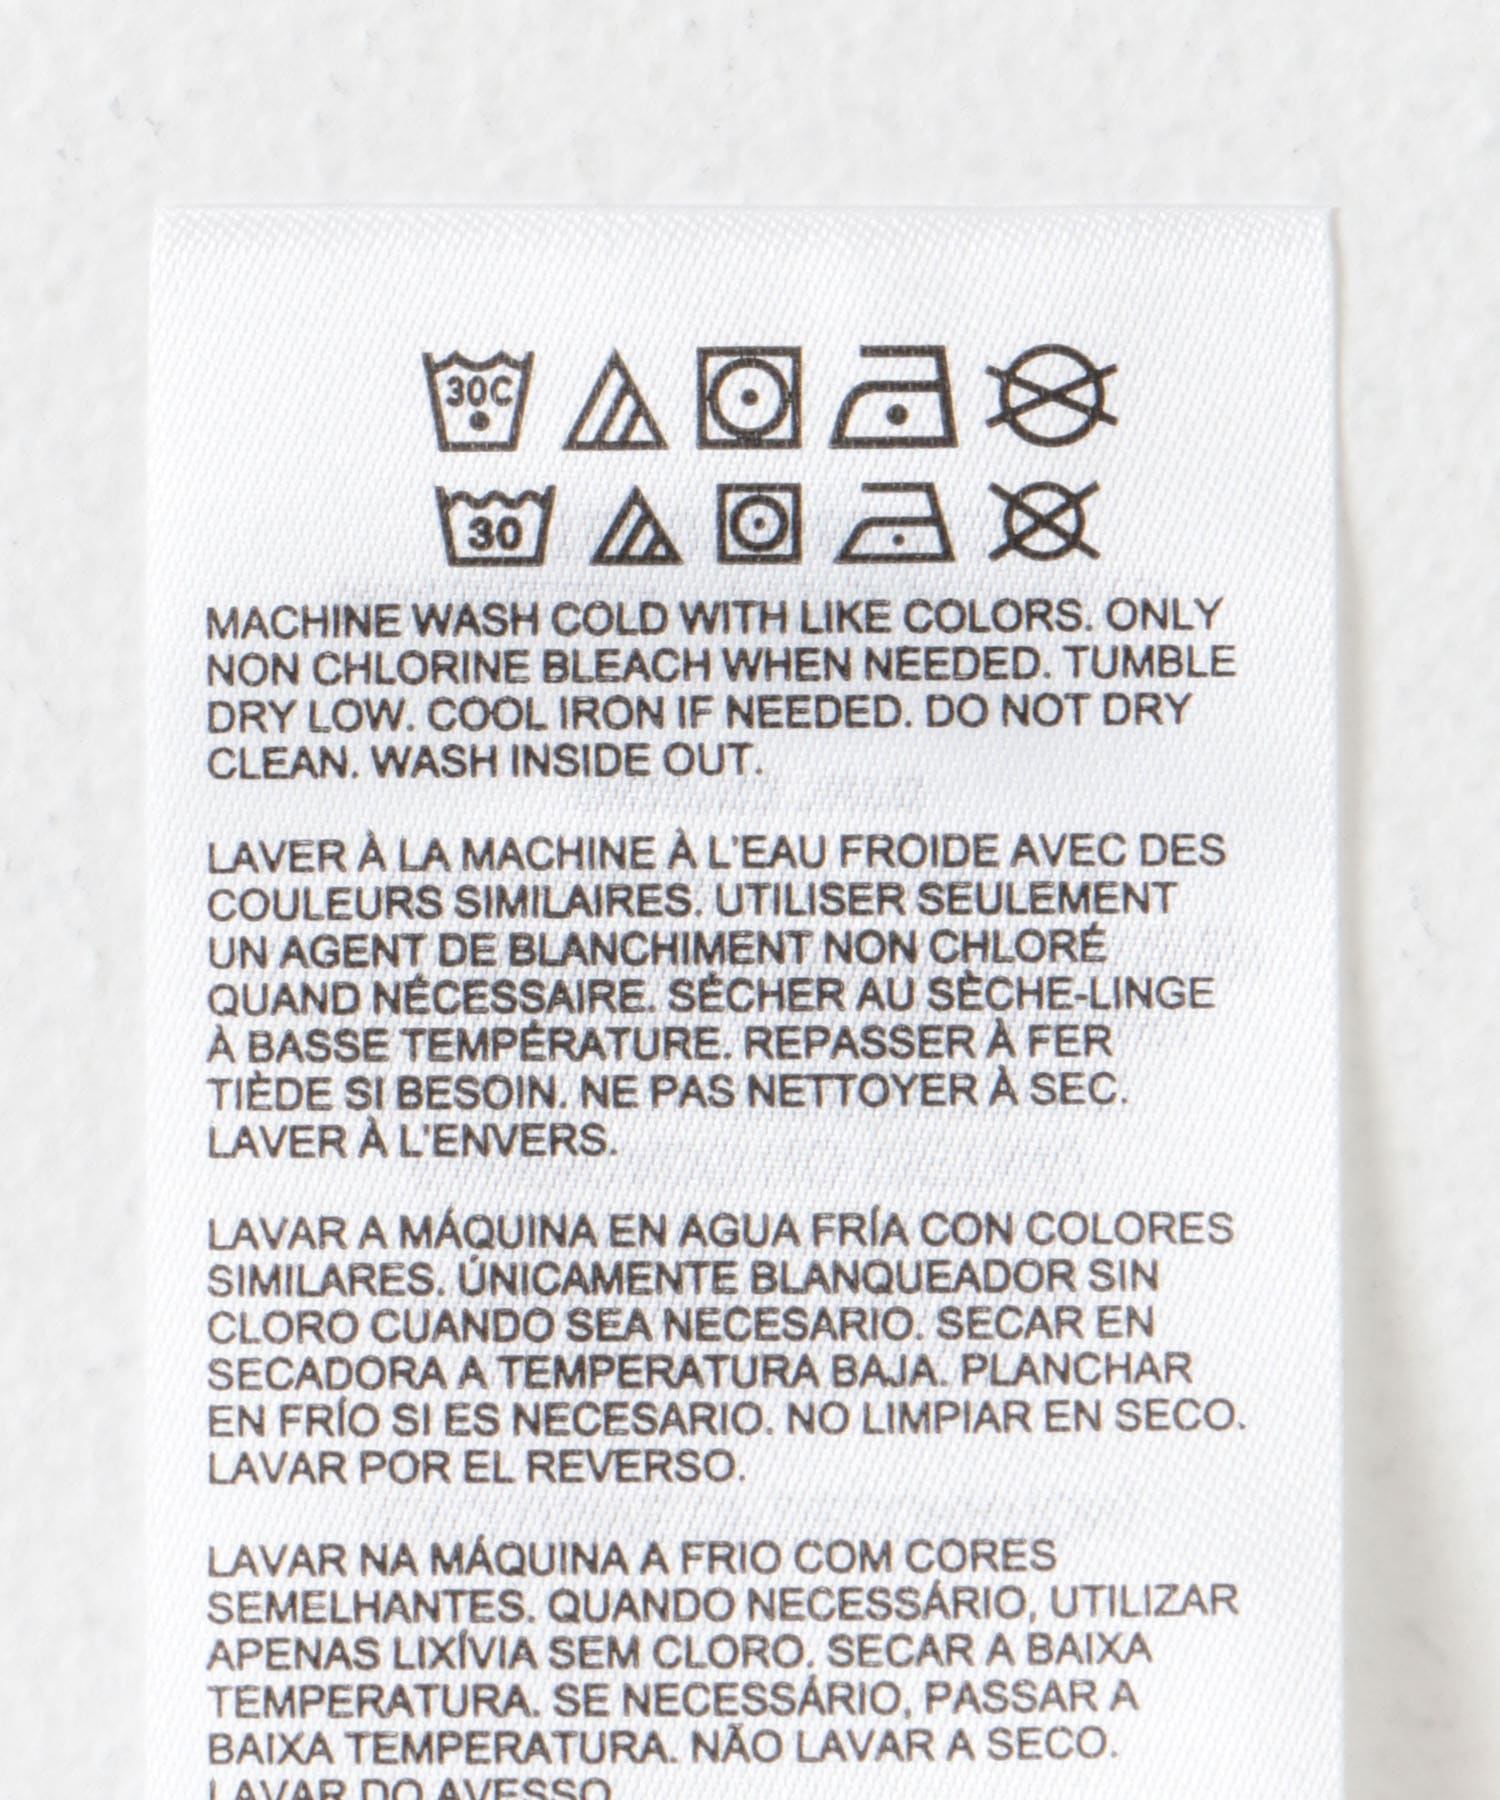 30C
30
MACHINE WASH COLD WITH LIKE COLORS. ONLY
NON CHLORINE BLEACH WHEN NEEDED. TUMBLE
DRY LOW. COOL IRON IF NEEDED. DO NOT DRY
CLEAN. WASH INSIDE OUT.
LAVER À LA MACHINE À L'EAU FROIDE AVEC DES
COULEURS SIMILAIRES. UTILISER SEULEMENT
UN AGENT DE BLANCHIMENT NON CHLORÉ
QUAND NÉCESSAIRE. SÉCHER AU SÈCHE-LINGE
À BASSE TEMPÉRATURE. REPASSER À FER
TIÈDE SI BESOIN. NE PAS NETTOYER À SEC.
LAVER À L'ENVERS.
LAVAR A MÁQUINA EN AGUA FRÍA CON COLORES
SIMILARES. ÚNICAMENTE BLANQUEADOR SIN
CLORO CUANDO SEA NECESARIO. SECAR EN
SECADORA A TEMPERATURA BAJA. PLANCHAR
EN FRÍO SI ES NECESARIO. NO LIMPIAR EN SECO.
LAVAR POR EL REVERSO.
LAVAR NA MÁQUINA A FRIO COM CORES
SEMELHANTES. QUANDO NECESSÁRIO, UTILIZAR
APENAS LIXÍVIA SEM CLORO. SECAR A BAIXA
TEMPERATURA. SE NECESSÁRIO, PASSAR A
BAIXA TEMPERATURA. NÃO LAVAR A SECO.
LAVAR DO AVESSO